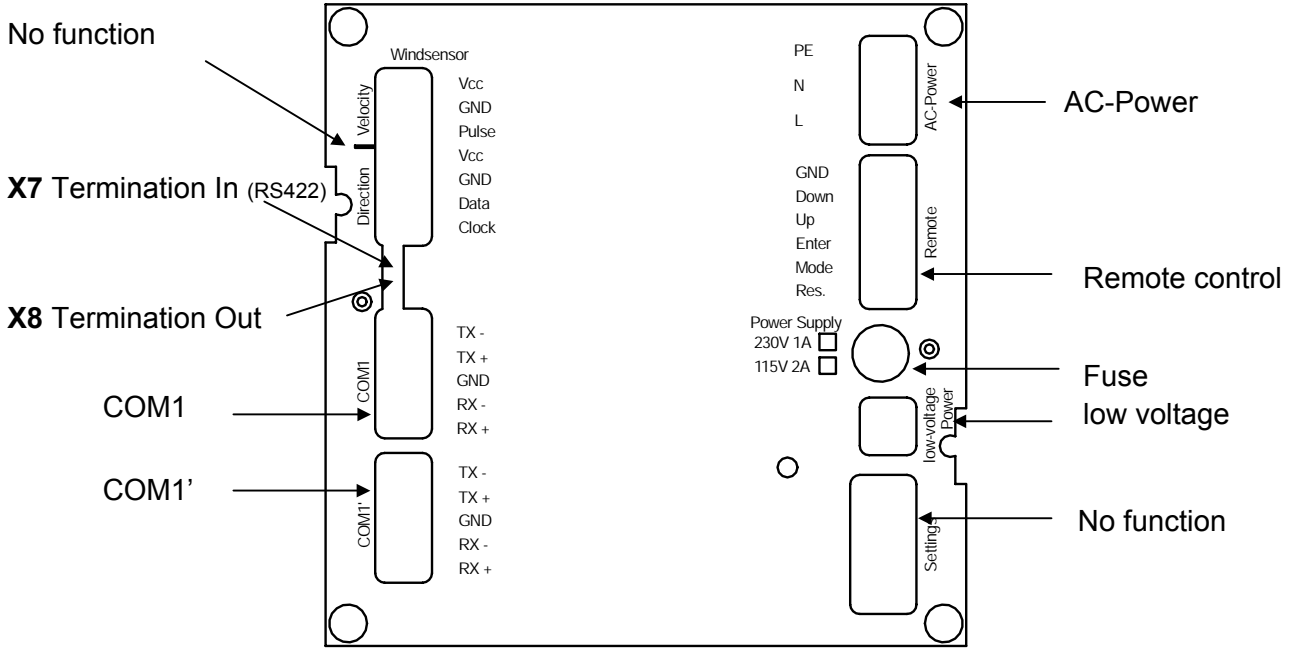 No function
X7 Termination In (RS422)
X8 Termination Out
COM1
COM1’
Windsensor
Velocity
Direction
Vcc
GND
Pulse
Vcc
GND
Data
Clock
COM1
TX -
TX +
GND
RX -
RX +
COM1'
TX -
TX +
GND
RX -
RX +
PE
N
L
AC-Power
GND
Down
Up
Enter
Mode
Res.
Remote
Power Supply
230V 1A
115V 2A
low-voltage
Power
Settings
AC-Power
Remote control
Fuse
low voltage
No function